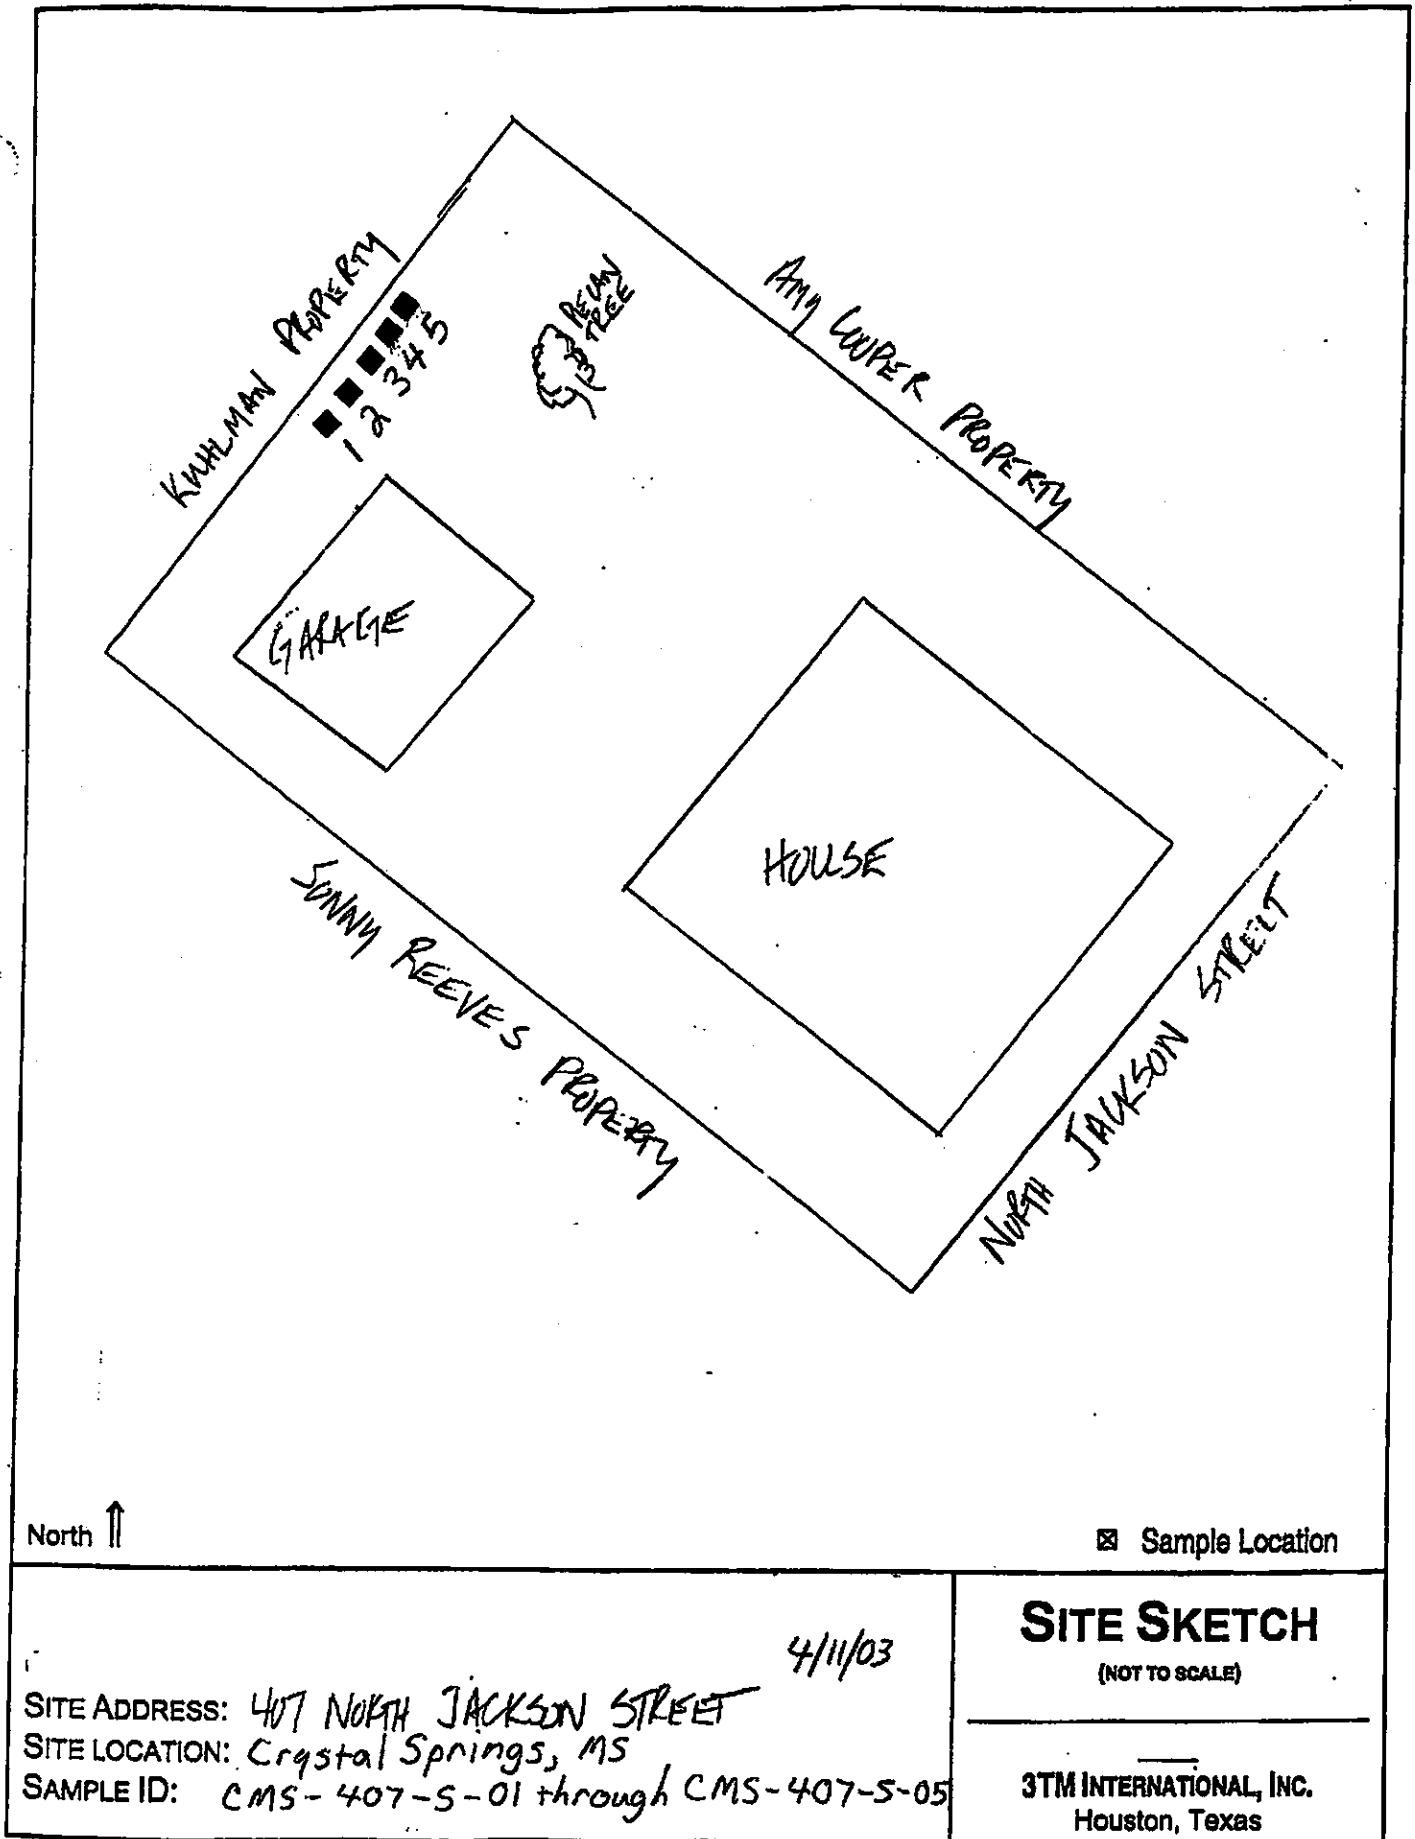 KUHLMAN PROPERTY
1 2 3 4 5
PECAN
TREE
AMY COOPER PROPERTY
GARAGE
HOUSE
SONNY REEVES PROPERTY
NORTH JACKSON STREET
North
Sample Location
4/11/03
SITE ADDRESS: 407 NORTH JACKSON STREET
SITE LOCATION: Crystal Springs, MS
SAMPLE ID: CMS-407-S-01 through CMS-407-S-05
SITE SKETCH
(NOT TO SCALE)
3TM INTERNATIONAL, INC.
Houston, Texas